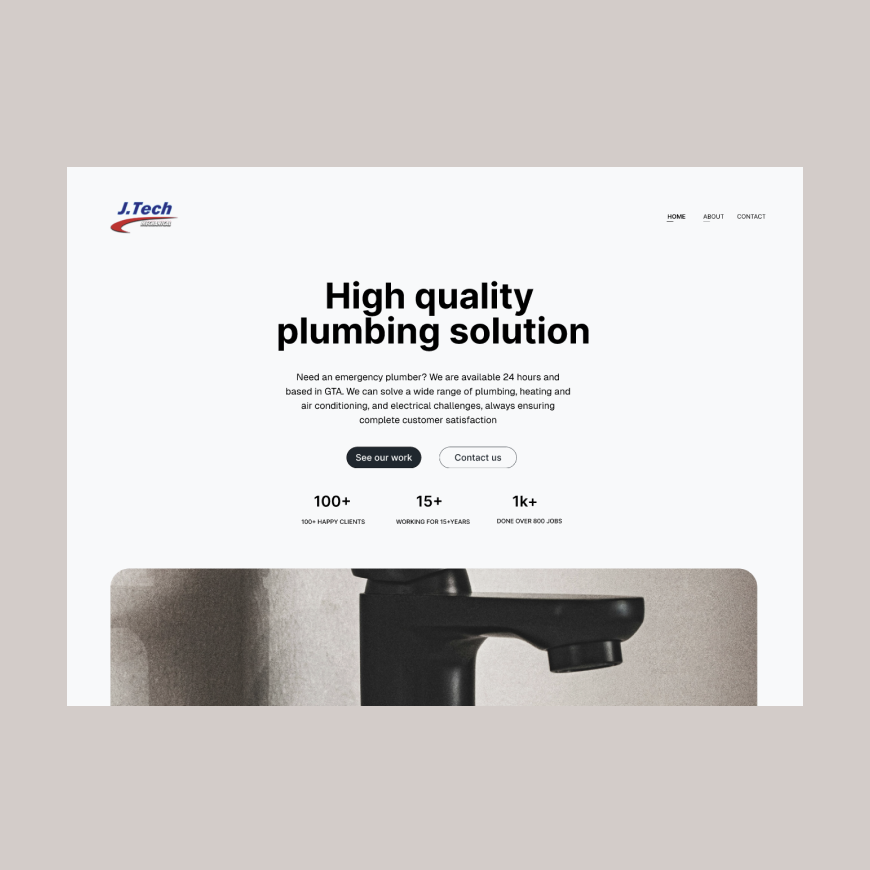 J.Tech
MECHANICAL
HOME ABOUT CONTACT
High quality
plumbing solution
Need an emergency plumber? We are available 24 hours and
based in GTA. We can solve a wide range of plumbing, heating and
air conditioning, and electrical challenges, always ensuring
complete customer satisfaction
See our work Contact us
100+ 15+ 1k+
100+ HAPPY CLIENTS WORKING FOR 15+YEARS DONE OVER 800 JOBS